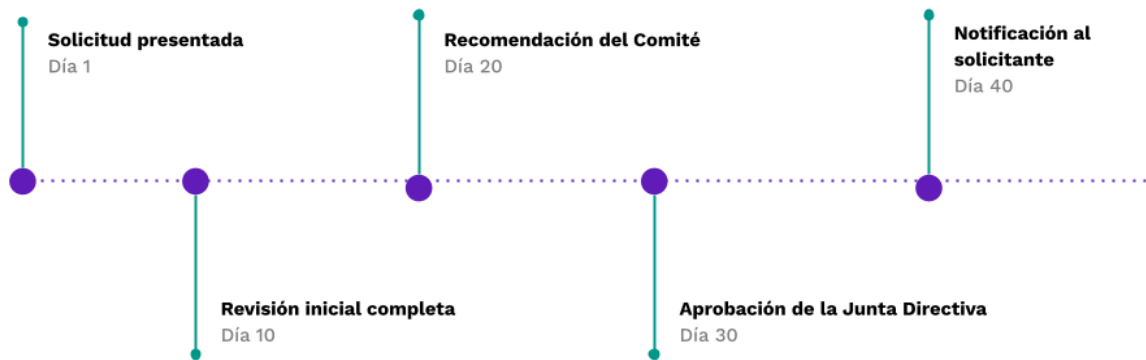 Solicitud presentada
Día 1
Revisión inicial completa
Día 10
Recomendación del Comité
Día 20
Aprobación de la Junta Directiva
Día 30
Notificación al
solicitante
Día 40